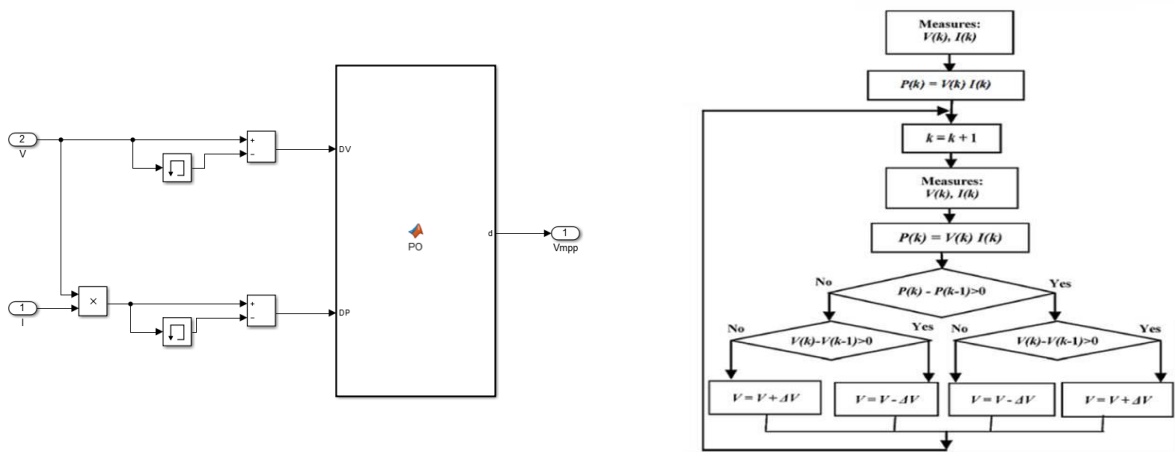 2
V
+
−
DV
PO
d
1
Vmpp
×
1
I
+
−
DP
Measures:
V(k), I(k)
P(k) = V(k) I(k)
k = k + 1
Measures:
V(k), I(k)
P(k) = V(k) I(k)
No
P(k) - P(k-1)>0
Yes
No
V(k)-V(k-1)>0
Yes
No
V(k)-V(k-1)>0
Yes
V = V + ΔV
V = V - ΔV
V = V - ΔV
V = V + ΔV